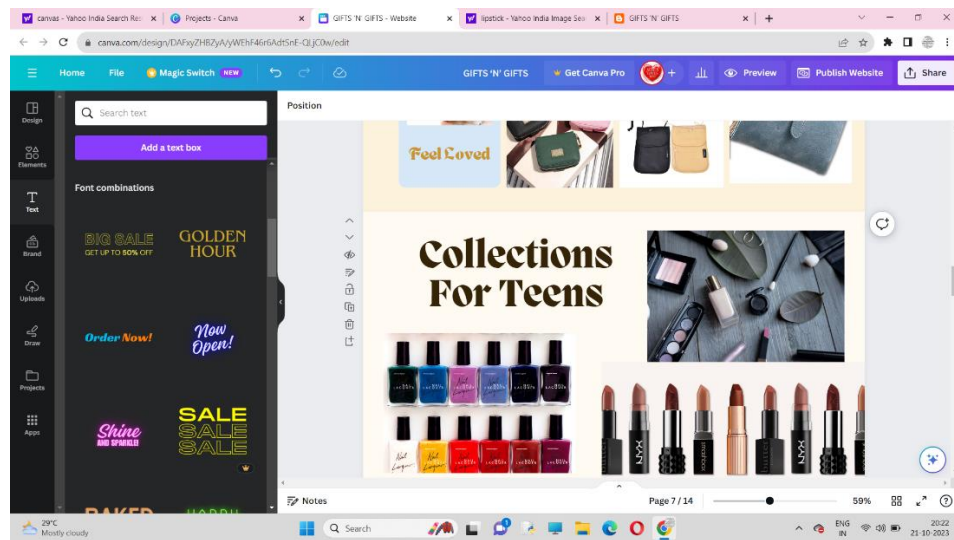 canvas - Yahoo India Search Re
Projects - Canva
GIFTS 'N' GIFTS - Website
lipstick - Yahoo India Image Sea
GIFTS 'N' GIFTS
canva.com/design/DAFxyZHBZyA/yWEhF46r6AdtSnE-QLjC0w/edit
Home File Magic Switch NEW
GIFTS 'N' GIFTS Get Canva Pro Preview Publish Website Share
Design
Elements
Text
Brand
Uploads
Draw
Projects
Apps
Search text
Add a text box
Font combinations
BIG SALE
GET UP TO 50% OFF
GOLDEN
HOUR
Order Now!
Now
Open!
Shine
AND SPARKLE!
SALE
SALE
SALE
BAKED
HAPPY
Position
Feel Loved
Collections
For Teens
NYX
NYX
Notes Page 7 / 14 59%
29°C
Mostly cloudy
Search
ENG
IN
20:22
21-10-2023